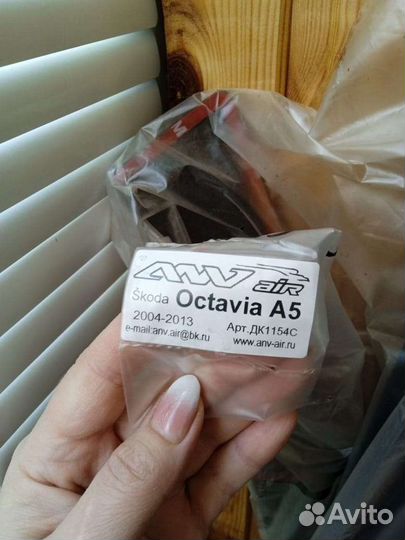 ANV
air
Škoda Octavia A5
2004-2013 Арт.ДК1154С
e-mail:anv.air@bk.ru www.anv-air.ru
Avito